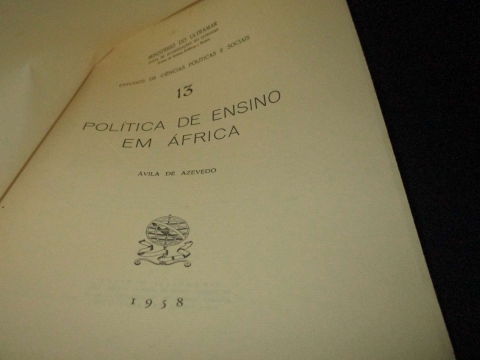 MINISTÉRIO DO ULTRAMAR
ESTUDOS DE CIÊNCIAS POLÍTICAS E SOCIAIS
13
POLÍTICA DE ENSINO
EM ÁFRICA
ÁVILA DE AZEVEDO
1958